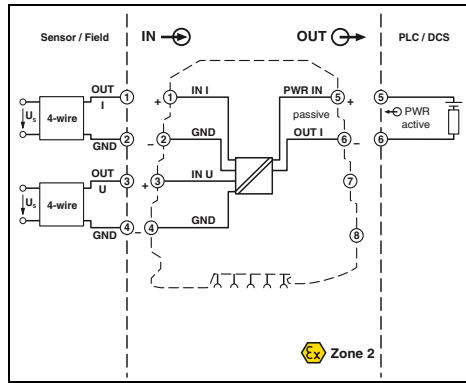 Sensor / Field
IN
OUT
PLC / DCS
OUT
I
1
+ 1
IN I
PWR IN
5 +
5
Us
4-wire
passive
PWR
active
GND
2
– 2
GND
OUT I
6 –
6
OUT
U
3
+ 3
IN U
7
Us
4-wire
GND
4
– 4
GND
8
Ex Zone 2